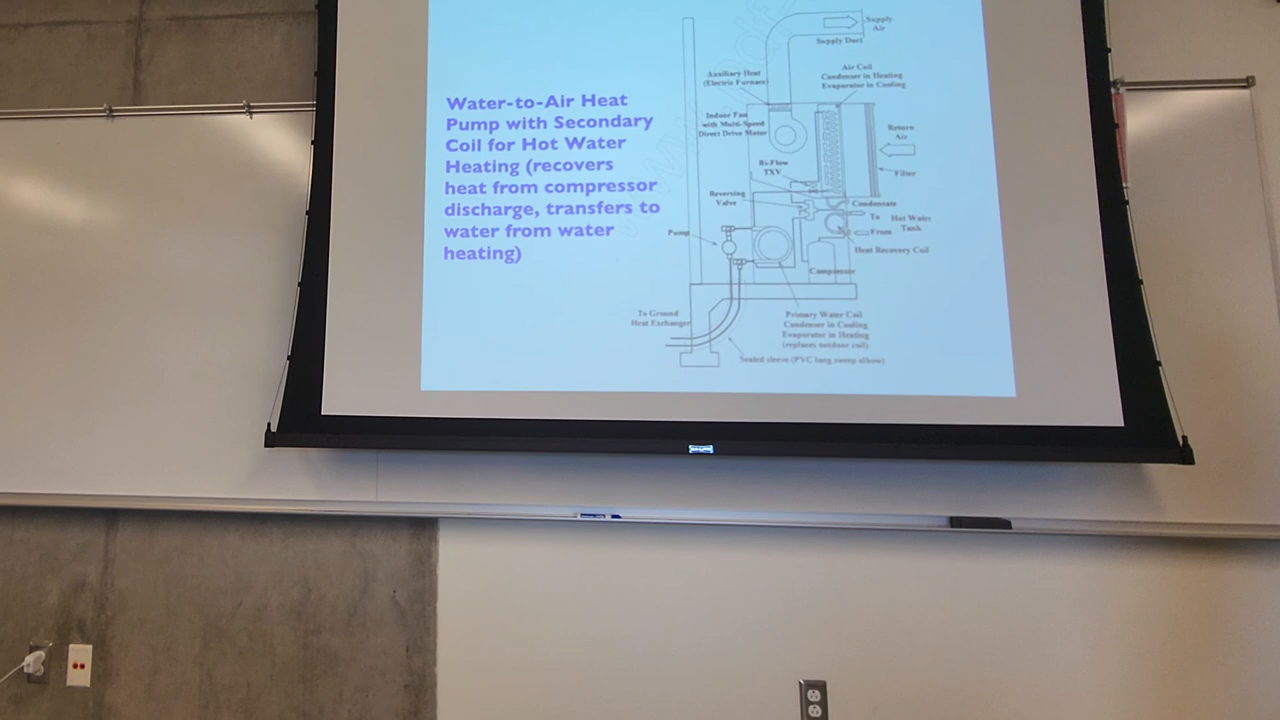 Water-to-Air Heat
Pump with Secondary
Coil for Hot Water
Heating (recovers
heat from compressor
discharge, transfers to
water from water
heating)
Supply
Air
Supply Duct
Auxiliary Heat
(Electric Furnace)
Air Coil
Condenser in Heating
Evaporator in Cooling
Indoor Fan
with Multi-Speed
Direct Drive Motor
Return
Air
Bi-Flow
TXV
Filter
Reversing
Valve
Condensate
To Hot Water
Tank
From
Pump
Heat Recovery Coil
Compressor
To Ground
Heat Exchanger
Primary Water Coil
Condenser in Cooling
Evaporator in Heating
(replaces outdoor coil)
Sealed sleeve (PVC long sweep elbow)